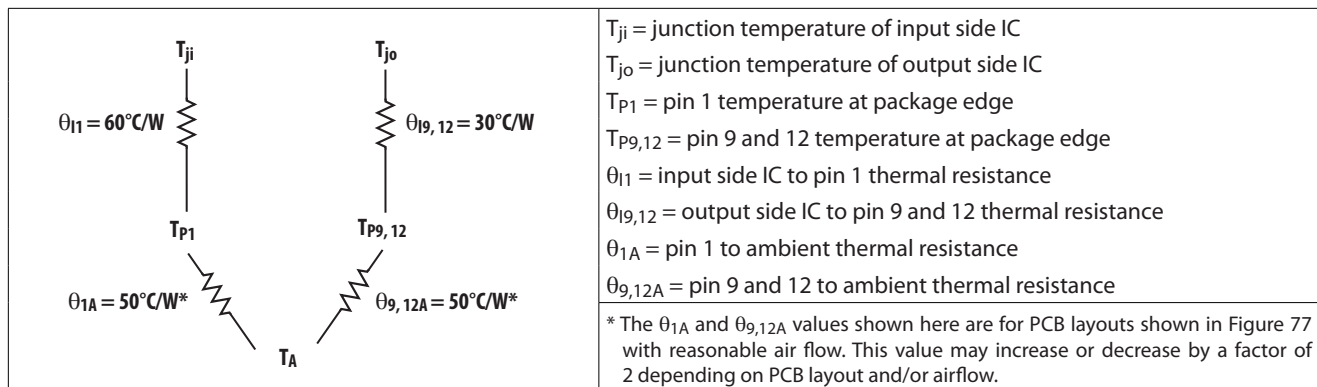 Tji
Tjo
θI1 = 60°C/W
θI9, 12 = 30°C/W
TP1
TP9, 12
θ1A = 50°C/W*
θ9, 12A = 50°C/W*
TA
Tji = junction temperature of input side IC
Tjo = junction temperature of output side IC
TP1 = pin 1 temperature at package edge
TP9,12 = pin 9 and 12 temperature at package edge
θI1 = input side IC to pin 1 thermal resistance
θI9,12 = output side IC to pin 9 and 12 thermal resistance
θ1A = pin 1 to ambient thermal resistance
θ9,12A = pin 9 and 12 to ambient thermal resistance
* The θ1A and θ9,12A values shown here are for PCB layouts shown in Figure 77
with reasonable air flow. This value may increase or decrease by a factor of
2 depending on PCB layout and/or airflow.